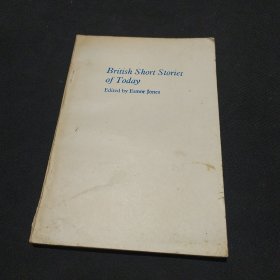 British Short Stories
of Today
Edited by Esmor Jones